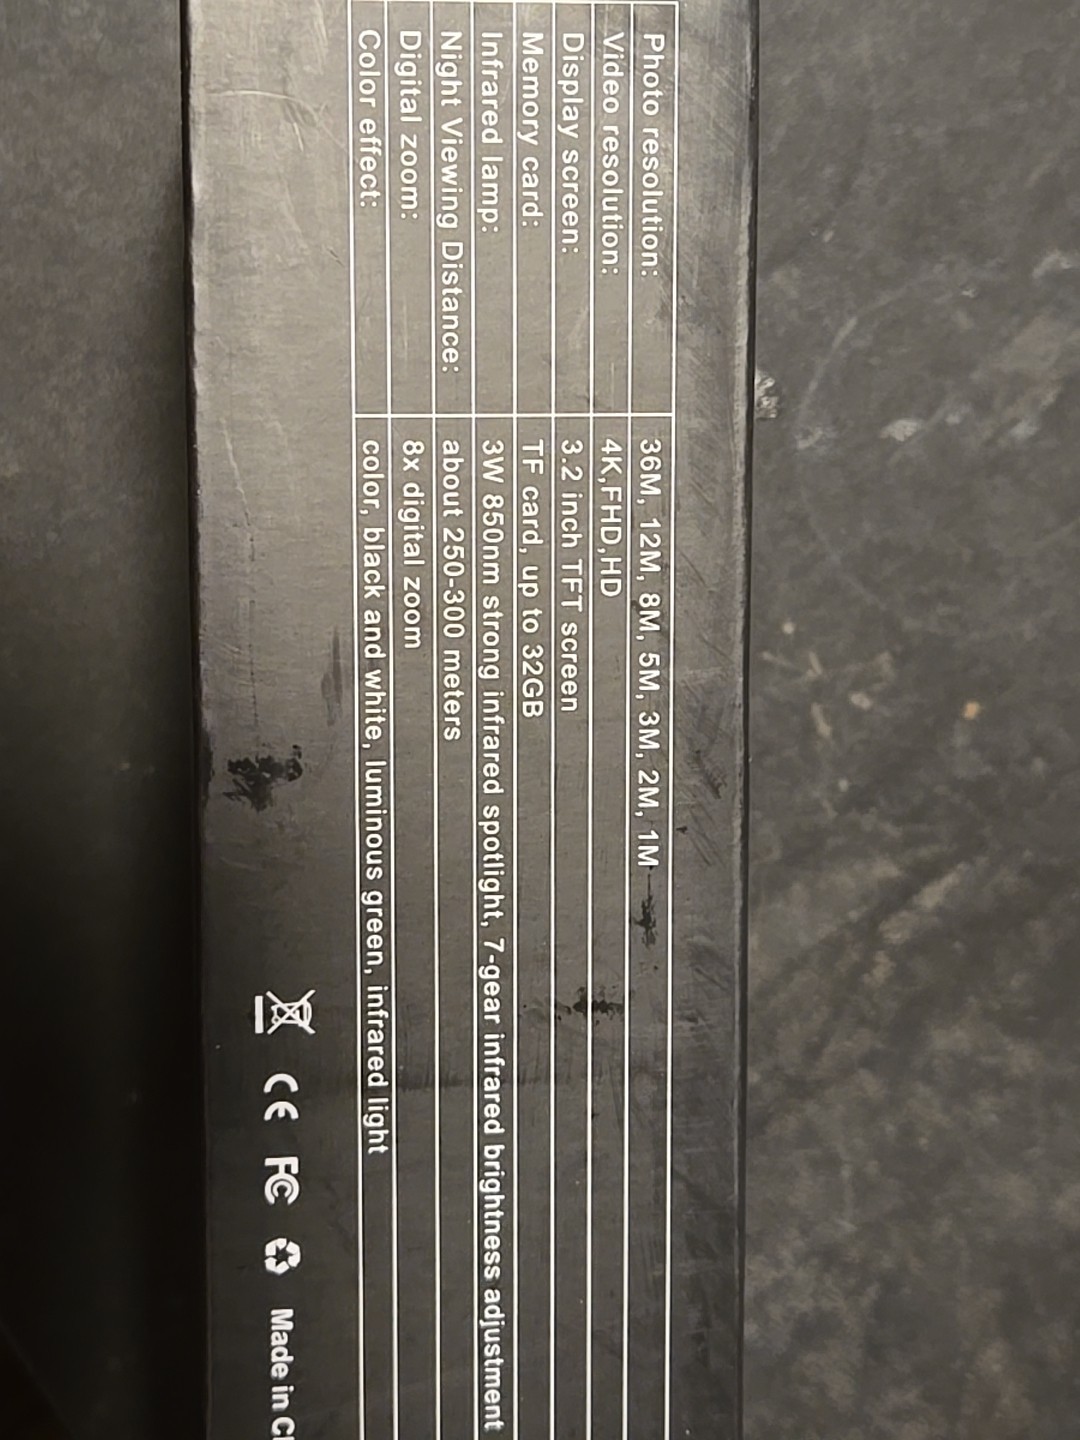 Photo resolution: 36M, 12M, 8M, 5M, 3M, 2M, 1M
Video resolution: 4K,FHD,HD
Display screen: 3.2 inch TFT screen
Memory card: TF card, up to 32GB
Infrared lamp: 3W 850nm strong infrared spotlight, 7-gear infrared brightness adjustment
Night Viewing Distance: about 250-300 meters
Digital zoom: 8x digital zoom
Color effect: color, black and white, luminous green, infrared light
CE FC Made in